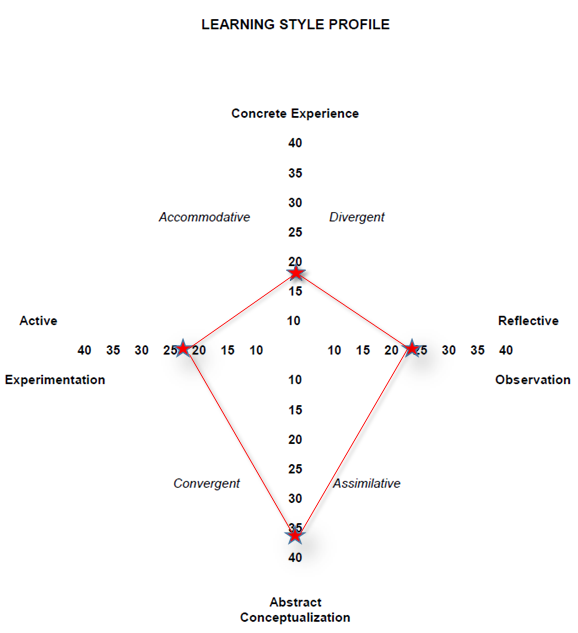 LEARNING STYLE PROFILE
Concrete Experience
40
35
30
Accommodative Divergent
25
20
15
Active 10 Reflective
40 35 30 25 20 15 10 10 15 20 25 30 35 40
Experimentation 10 Observation
15
20
25
Convergent Assimilative
30
35
40
Abstract
Conceptualization